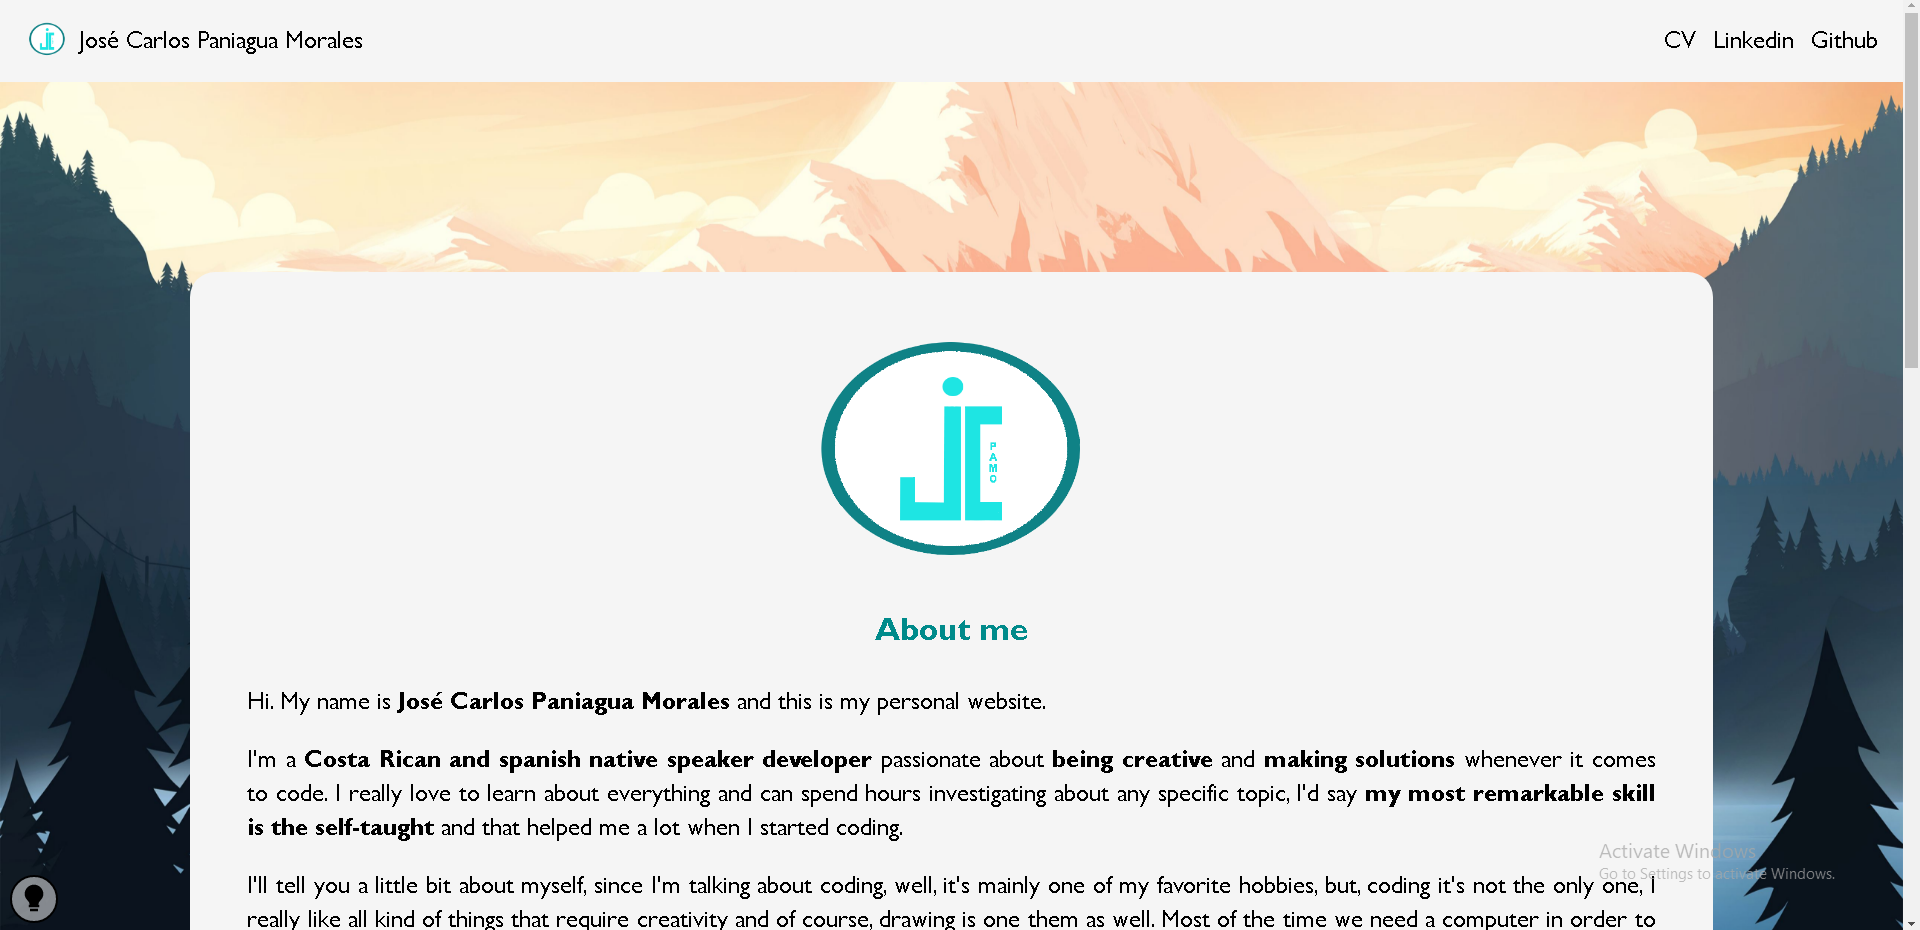 José Carlos Paniagua Morales
CV Linkedin Github
JC
PAMO
About me
Hi. My name is José Carlos Paniagua Morales and this is my personal website.
I'm a Costa Rican and spanish native speaker developer passionate about being creative and making solutions whenever it comes
to code. I really love to learn about everything and can spend hours investigating about any specific topic, I'd say my most remarkable skill
is the self-taught and that helped me a lot when I started coding.
I'll tell you a little bit about myself, since I'm talking about coding, well, it's mainly one of my favorite hobbies, but, coding it's not the only one, I
really like all kind of things that require creativity and of course, drawing is one them as well. Most of the time we need a computer in order to
Activate Windows
Go to Settings to activate Windows.